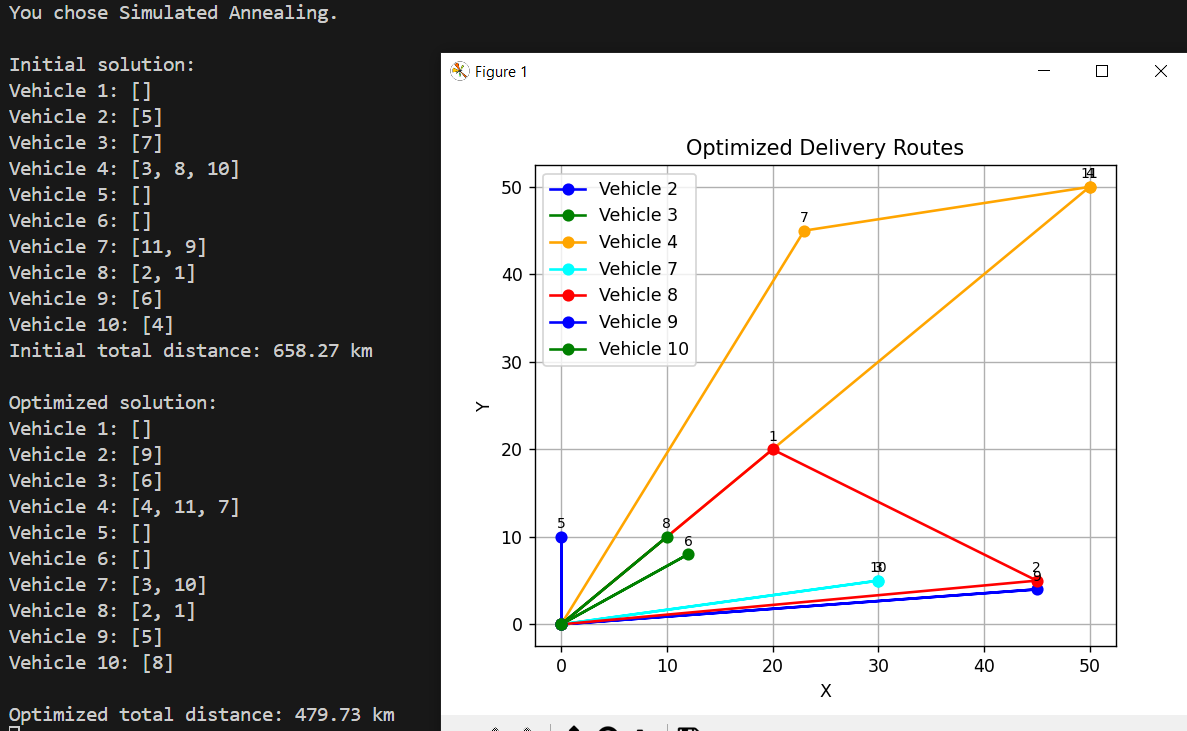 You chose Simulated Annealing.
Initial solution:
Vehicle 1: []
Vehicle 2: [5]
Vehicle 3: [7]
Vehicle 4: [3, 8, 10]
Vehicle 5: []
Vehicle 6: []
Vehicle 7: [11, 9]
Vehicle 8: [2, 1]
Vehicle 9: [6]
Vehicle 10: [4]
Initial total distance: 658.27 km
Optimized solution:
Vehicle 1: []
Vehicle 2: [9]
Vehicle 3: [6]
Vehicle 4: [4, 11, 7]
Vehicle 5: []
Vehicle 6: []
Vehicle 7: [3, 10]
Vehicle 8: [2, 1]
Vehicle 9: [5]
Vehicle 10: [8]
Optimized total distance: 479.73 km
Figure 1
Optimized Delivery Routes
Vehicle 2
Vehicle 3
Vehicle 4
Vehicle 7
Vehicle 8
Vehicle 9
Vehicle 10
50
40
30
20
10
0
Y
7
1
5
8
6
10
2
9
0 10 20 30 40 50
X